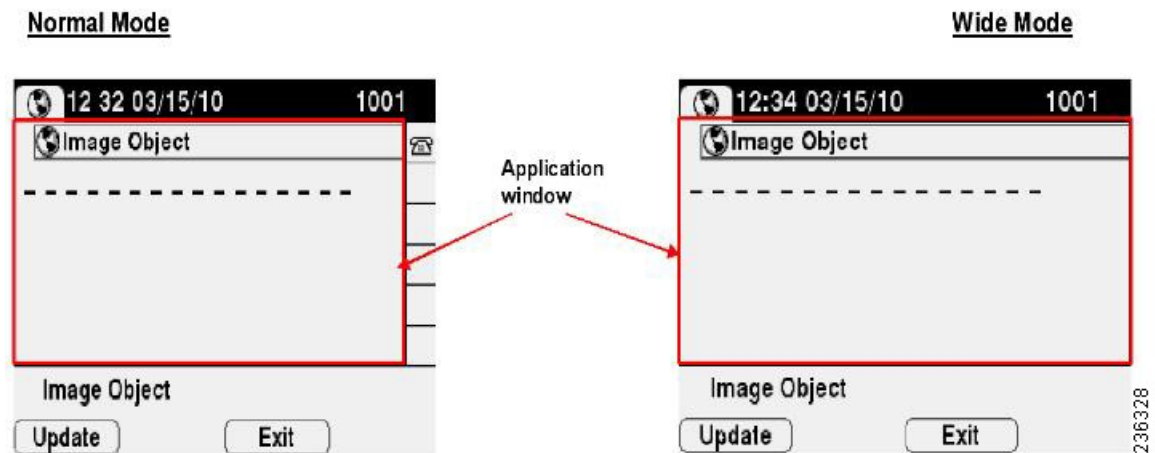 Normal Mode
Wide Mode
12 32 03/15/10
1001
Image Object
Application
window
12:34 03/15/10
1001
Image Object
Image Object
Update
Exit
Image Object
Update
Exit
236328